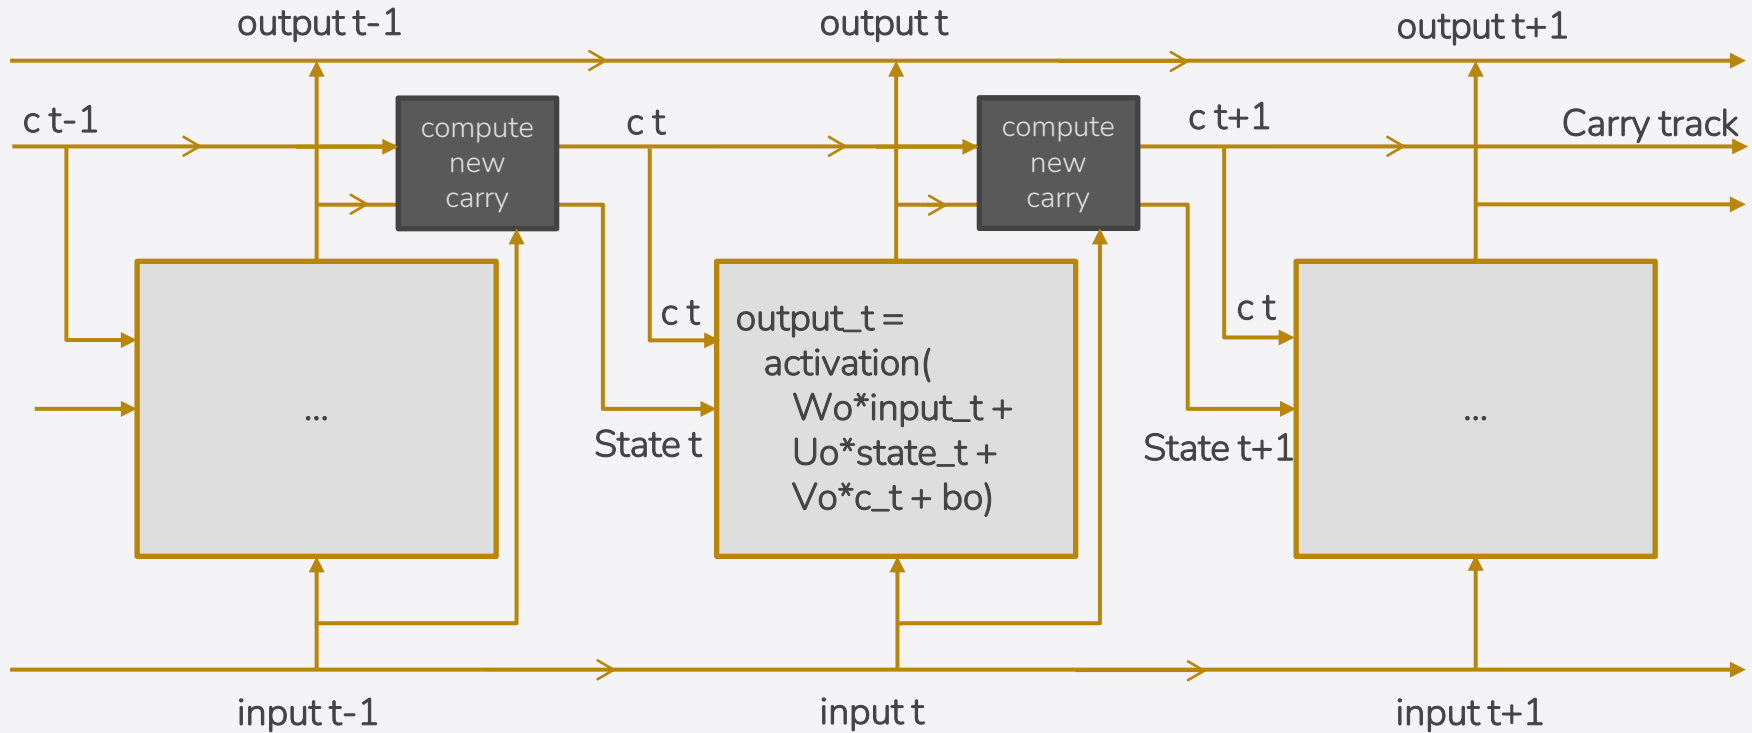 output t-1
output t
output t+1
c t-1
compute
new
carry
c t
compute
new
carry
c t+1
Carry track
c t
output_t =
activation(
Wo*input_t +
Uo*state_t +
Vo*c_t + bo)
c t
...
...
State t
State t+1
input t-1
input t
input t+1